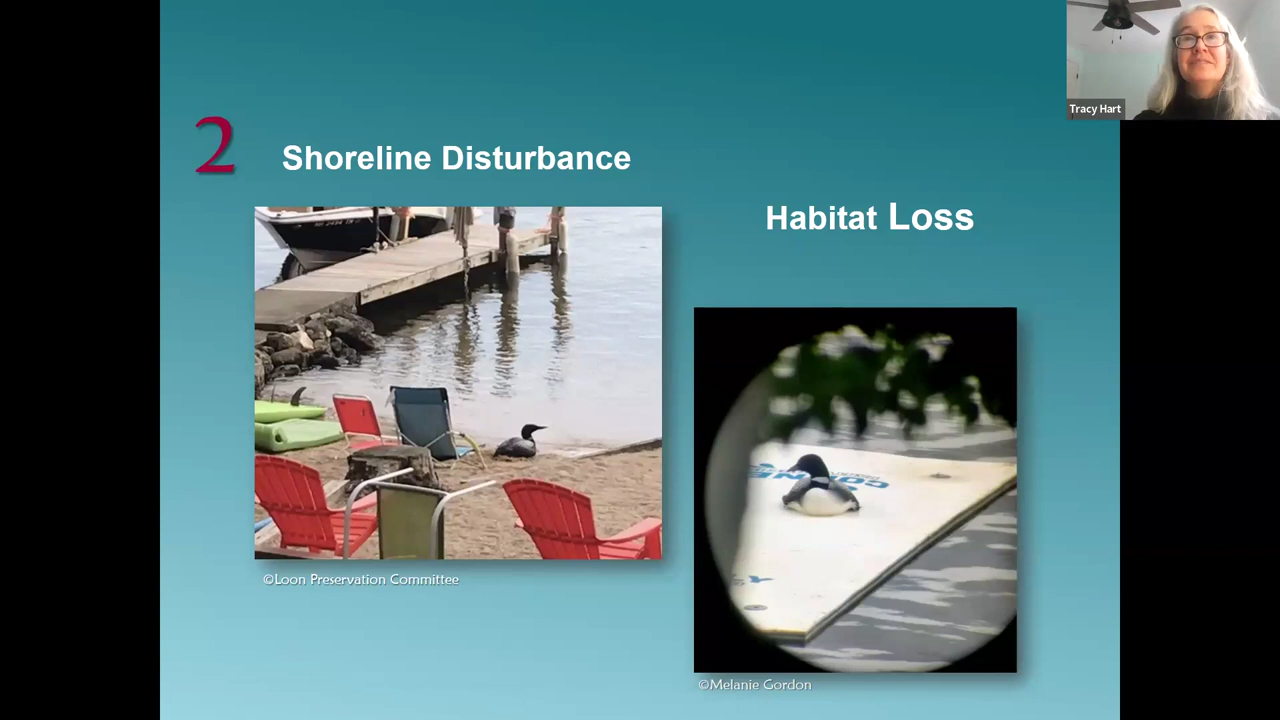 Tracy Hart
2
Shoreline Disturbance
Habitat Loss
©Loon Preservation Committee
©Melanie Gordon